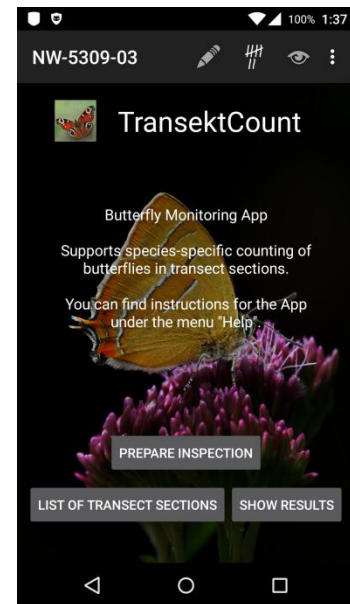 100% 1:37
NW-5309-03
TransektCount
Butterfly Monitoring App
Supports species-specific counting of
butterflies in transect sections.
You can find instructions for the App
under the menu "Help".
PREPARE INSPECTION
LIST OF TRANSECT SECTIONS SHOW RESULTS